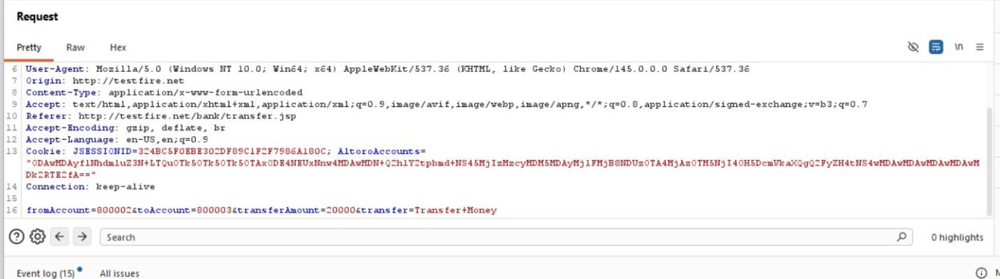 Request
Pretty Raw Hex \n
6 User-Agent: Mozilla/5.0 (Windows NT 10.0; Win64; x64) AppleWebKit/537.36 (KHTML, like Gecko) Chrome/145.0.0.0 Safari/537.36
7 Origin: http://testfire.net
8 Content-Type: application/x-www-form-urlencoded
9 Accept: text/html,application/xhtml+xml,application/xml;q=0.9,image/avif,image/webp,image/apng,*/*;q=0.8,application/signed-exchange;v=b3;q=0.7
10 Referer: http://testfire.net/bank/transfer.jsp
11 Accept-Encoding: gzip, deflate, br
12 Accept-Language: en-US,en;q=0.9
13 Cookie: JSESSIONID=324BC5F0EBE302DF89C1F2F7986A180C; AltoroAccounts=
"ODAwMDAyflNhdmluZ3N+LTQuOTk5OTk5OTk5OTAxODE4NEUxNnw4MDAwMDN+Q2hlY2tpbmd+NS45MjIzMzcyMDM5MDAyMjlFMjB8NDUzOTA4MjAzOTM5NjI4OH5DcmVkaXQgQ2FyZH4tNS4wMDAwMDAwMDAwMDAwM
Dk2RTE2fA=="
14 Connection: keep-alive
15
16 fromAccount=800002&toAccount=800003&transferAmount=20000&transfer=Transfer+Money
Search 0 highlights
Event log (15) All issues